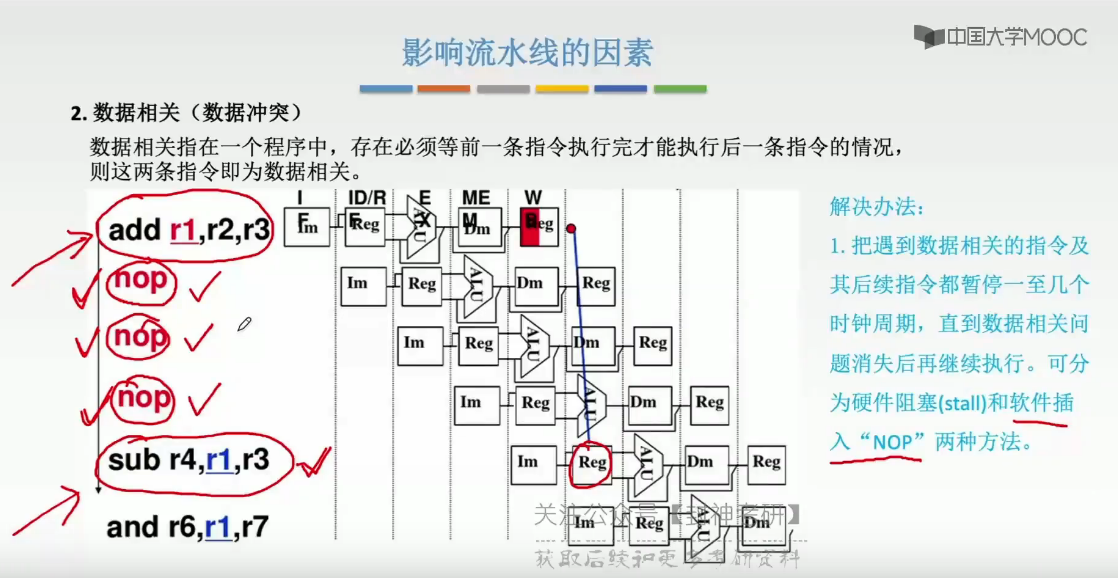 中国大学MOOC
影响流水线的因素
2. 数据相关（数据冲突）
数据相关指在一个程序中，存在必须等前一条指令执行完才能执行后一条指令的情况，
则这两条指令即为数据相关。
IF ID/RF EX MEM WB
add r1,r2,r3 Im Reg ALU Dm Reg
nop Im Reg ALU Dm Reg
nop Im Reg ALU Dm Reg
nop Im Reg ALU Dm Reg
sub r4,r1,r3 Im Reg ALU Dm Reg
and r6,r1,r7 Im Reg ALU Dm
解决办法：
1. 把遇到数据相关的指令及
其后续指令都暂停一至几个
时钟周期，直到数据相关问
题消失后再继续执行。可分
为硬件阻塞(stall)和软件插
入“NOP”两种方法。
关注公众号【封神考研】
获取后续和更多考研资料